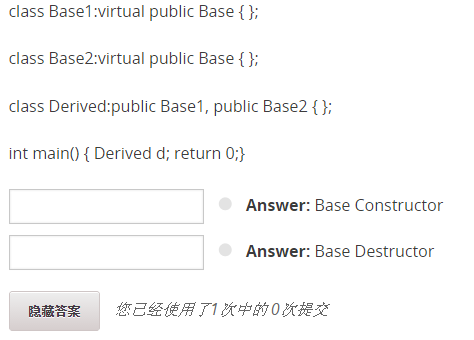 class Base1:virtual public Base { };
class Base2:virtual public Base { };
class Derived:public Base1, public Base2 { };
int main() { Derived d; return 0;}
Answer: Base Constructor
Answer: Base Destructor
隐藏答案 您已经使用了1次中的 0次提交